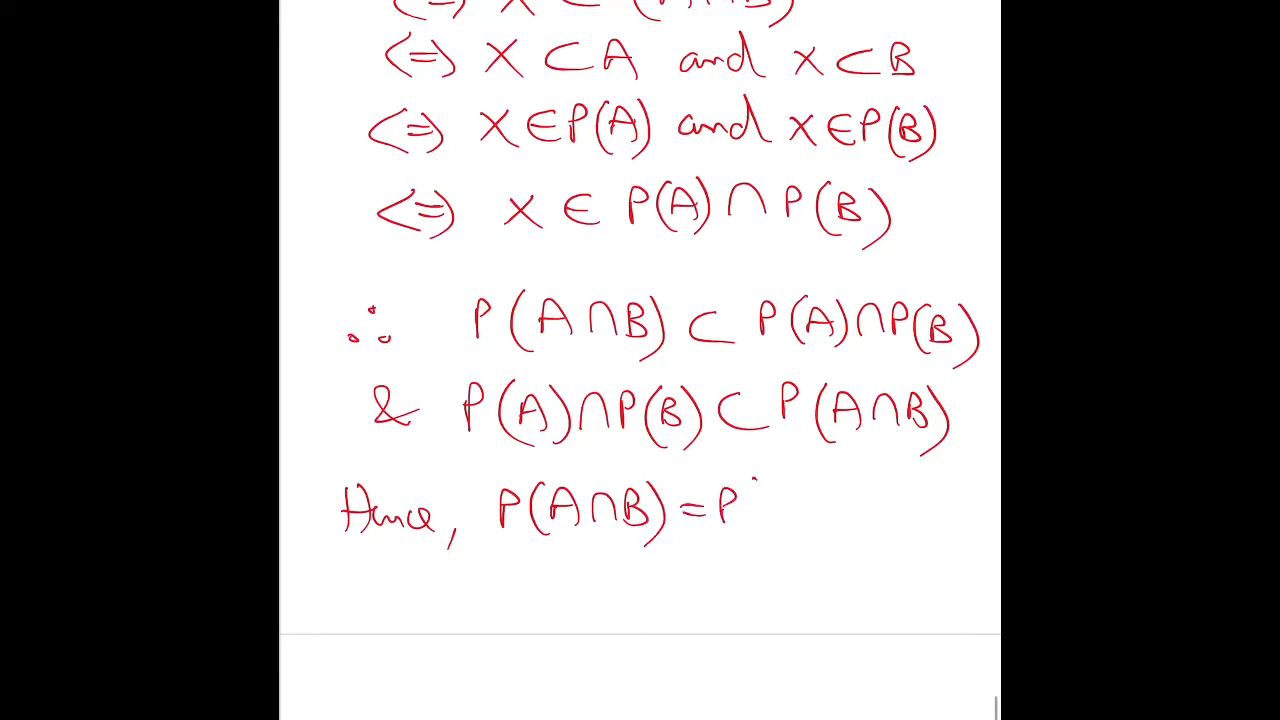 <=> X ⊂ (A∩B)
<=> X ⊂ A and x ⊂ B
<=> X ∈ P(A) and x ∈ P(B)
<=> x ∈ P(A) ∩ P(B)
∴ P(A∩B) ⊂ P(A)∩P(B)
& P(A)∩P(B) ⊂ P(A∩B)
Hence, P(A∩B) = P